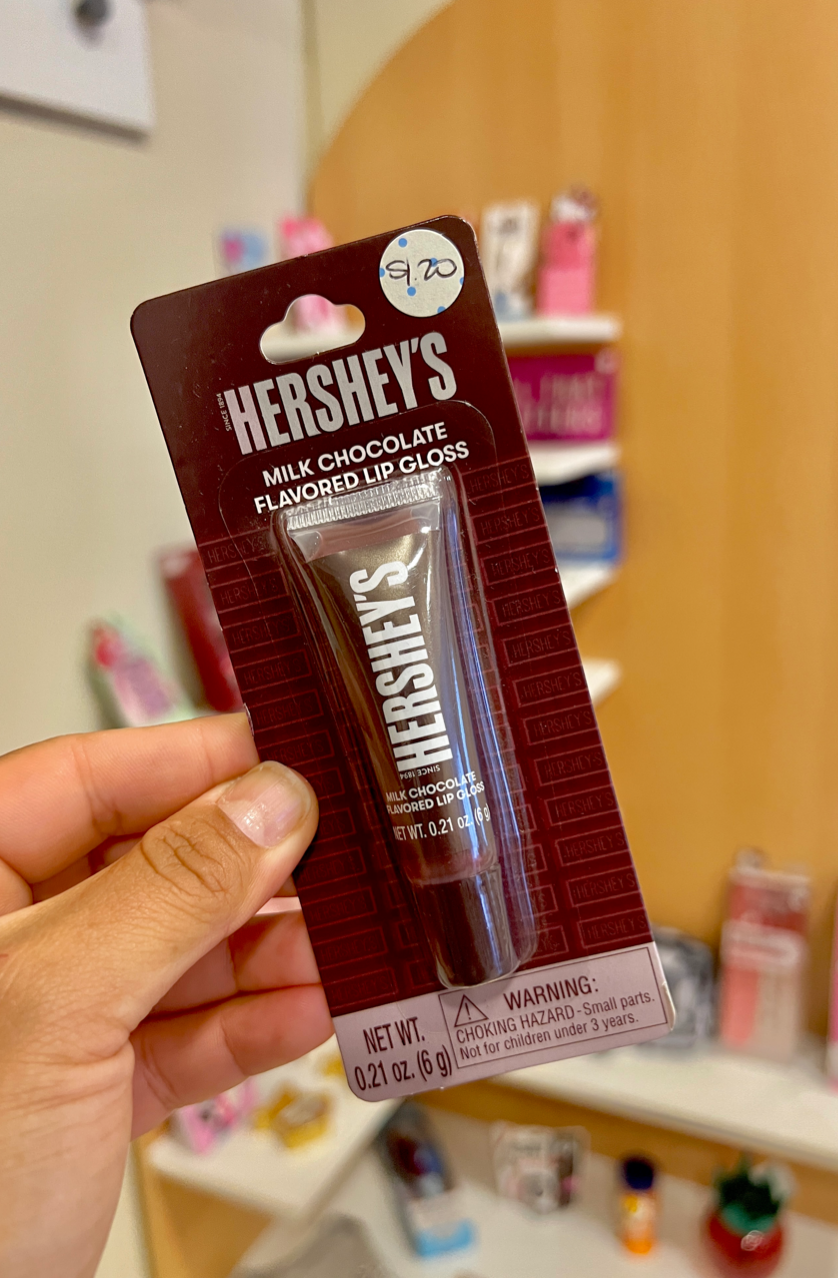 S/.20
SINCE 1894
HERSHEY'S
MILK CHOCOLATE
FLAVORED LIP GLOSS
HERSHEY'S
SINCE 1894
MILK CHOCOLATE
FLAVORED LIP GLOSS
NET WT. 0.21 oz. (6 g)
NET WT.
0.21 oz. (6 g)
WARNING:
CHOKING HAZARD - Small parts.
Not for children under 3 years.